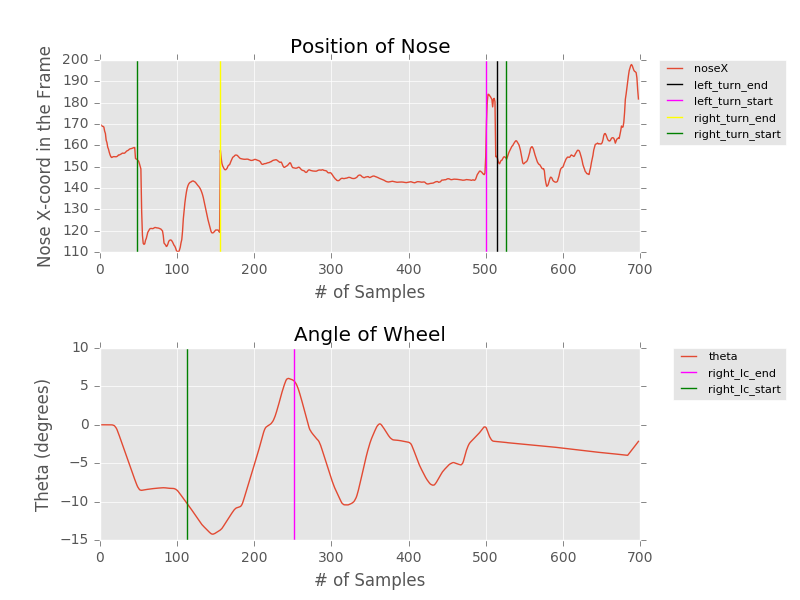 Position of Nose
200
190
180
170
160
150
140
130
120
110
Nose X-coord in the Frame
0 100 200 300 400 500 600 700
# of Samples
noseX
left_turn_end
left_turn_start
right_turn_end
right_turn_start
Angle of Wheel
10
5
0
−5
−10
−15
Theta (degrees)
0 100 200 300 400 500 600 700
# of Samples
theta
right_lc_end
right_lc_start